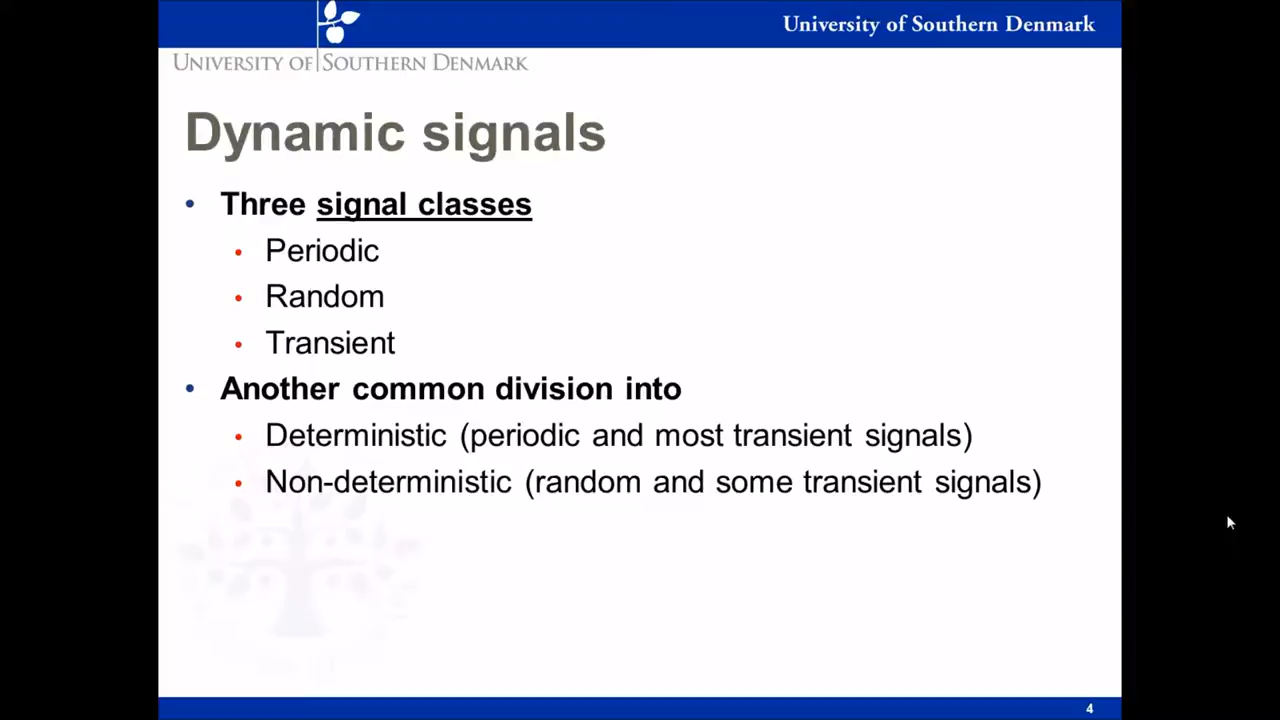 University of Southern Denmark
UNIVERSITY OF SOUTHERN DENMARK
Dynamic signals
• Three signal classes
• Periodic
• Random
• Transient
• Another common division into
• Deterministic (periodic and most transient signals)
• Non-deterministic (random and some transient signals)
4